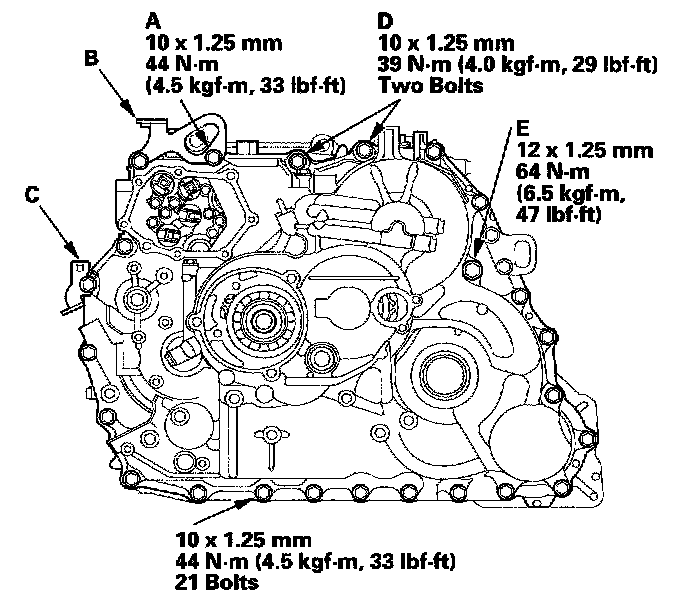 A
10 x 1.25 mm
44 N·m
(4.5 kgf-m, 33 lbf-ft)
B
D
10 x 1.25 mm
39 N·m (4.0 kgf-m, 29 lbf-ft)
Two Bolts
E
12 x 1.25 mm
64 N-m
(6.5 kgf-m,
47 lbf-ft)
C
10 x 1.25 mm
44 N·m (4.5 kgf-m, 33 lbf-ft)
21 Bolts